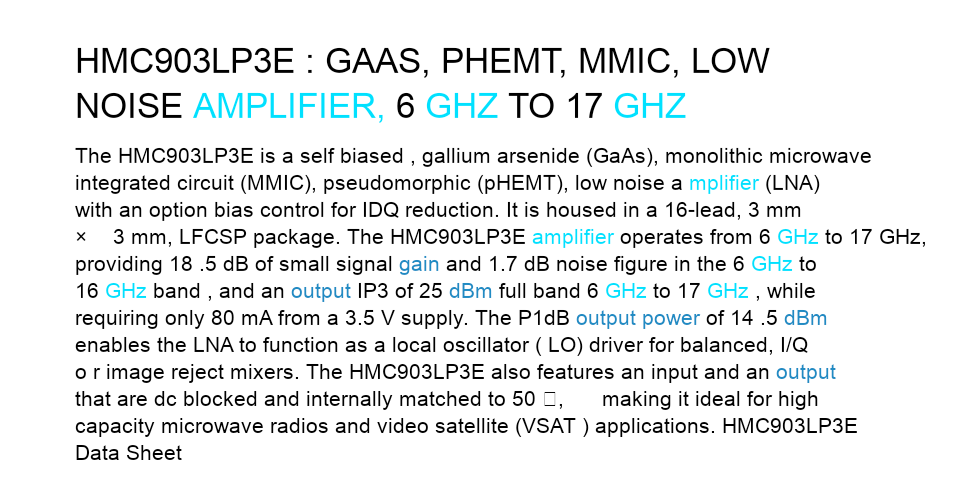 HMC903LP3E : GAAS, PHEMT, MMIC, LOW
NOISE AMPLIFIER, 6 GHZ TO 17 GHZ
The HMC903LP3E is a self biased , gallium arsenide (GaAs), monolithic microwave
integrated circuit (MMIC), pseudomorphic (pHEMT), low noise a mplifier (LNA)
with an option bias control for IDQ reduction. It is housed in a 16-lead, 3 mm
× 3 mm, LFCSP package. The HMC903LP3E amplifier operates from 6 GHz to 17 GHz,
providing 18 .5 dB of small signal gain and 1.7 dB noise figure in the 6 GHz to
16 GHz band , and an output IP3 of 25 dBm full band 6 GHz to 17 GHz , while
requiring only 80 mA from a 3.5 V supply. The P1dB output power of 14 .5 dBm
enables the LNA to function as a local oscillator ( LO) driver for balanced, I/Q
o r image reject mixers. The HMC903LP3E also features an input and an output
that are dc blocked and internally matched to 50 □, making it ideal for high
capacity microwave radios and video satellite (VSAT ) applications. HMC903LP3E
Data Sheet